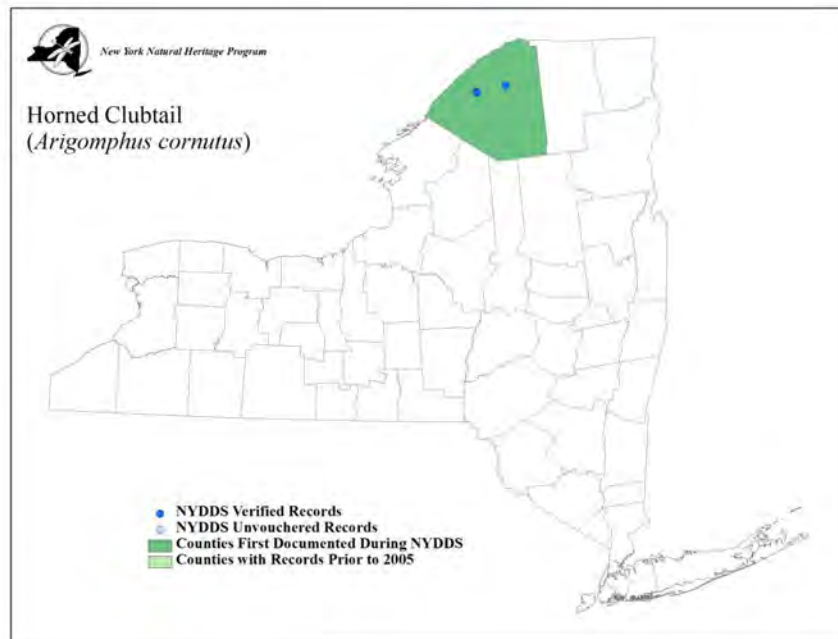 New York Natural Heritage Program
Horned Clubtail
(Arigomphus cornutus)
NYDDS Verified Records
NYDDS Unvouchered Records
Counties First Documented During NYDDS
Counties with Records Prior to 2005